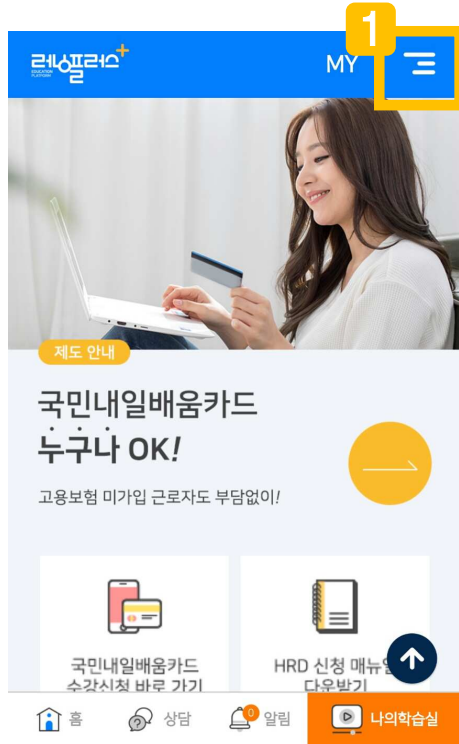 1
러닝플러스+
EDUCATION
PLATFORM
MY
제도 안내
국민내일배움카드
누구나 OK!
고용보험 미가입 근로자도 부담없이!
국민내일배움카드
수강신청 바로 가기
HRD 신청 매뉴얼
다운받기
홈
상담
0
알림
나의학습실